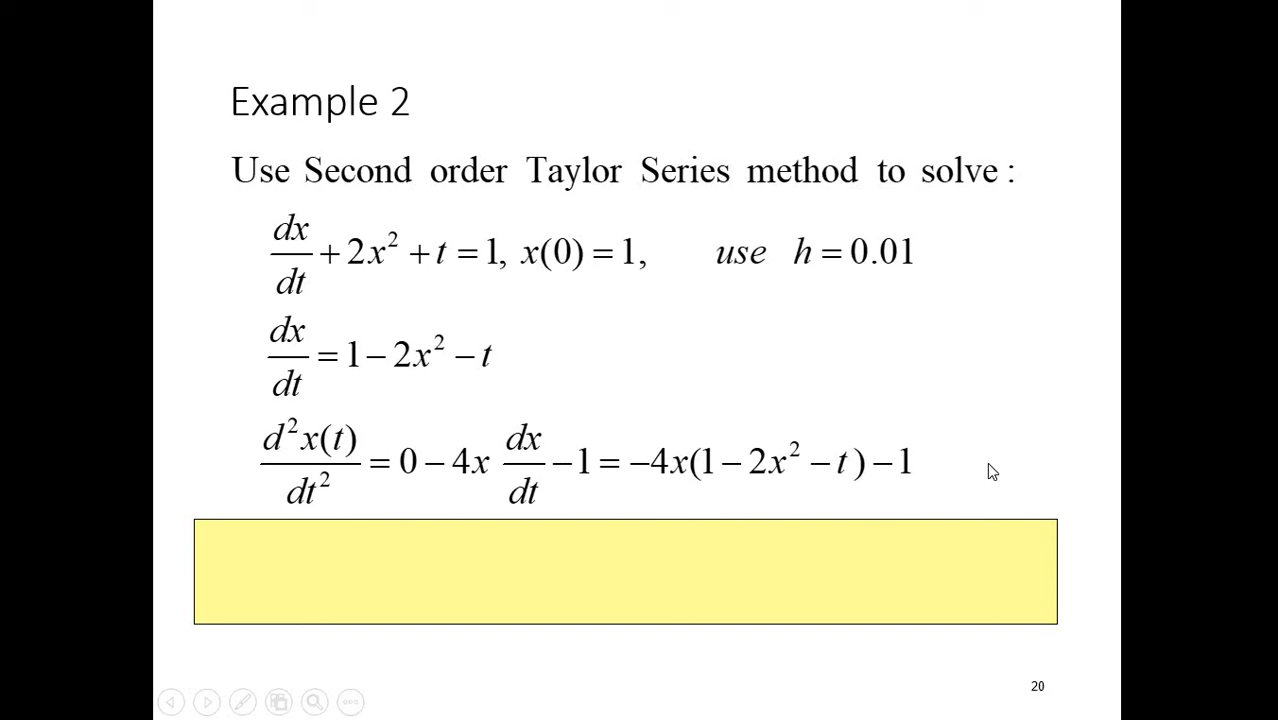 Example 2
Use Second order Taylor Series method to solve :
dx/dt + 2x² + t = 1, x(0) = 1, use h = 0.01
dx/dt = 1 − 2x² − t
d²x(t)/dt² = 0 − 4x dx/dt − 1 = −4x(1 − 2x² − t) − 1
20